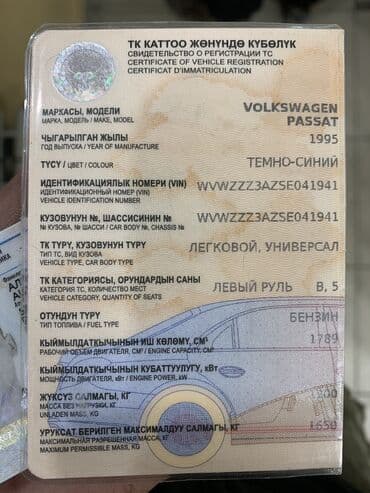 ТК КАТТОО ЖӨНҮНДӨ КҮБӨЛҮК
СВИДЕТЕЛЬСТВО О РЕГИСТРАЦИИ ТС
CERTIFICATE OF VEHICLE REGISTRATION
CERTIFICAT D'IMMATRICULATION
МАРКАСЫ, МОДЕЛИ
МАРКА, МОДЕЛЬ / MAKE, MODEL
VOLKSWAGEN
PASSAT
ЧЫГАРЫЛГАН ЖЫЛЫ
ГОД ВЫПУСКА / YEAR OF MANUFACTURE
1995
ТҮСҮ / ЦВЕТ / COLOUR
ТЕМНО-СИНИЙ
ИДЕНТИФИКАЦИЯЛЫК НОМЕРИ (VIN)
ИДЕНТИФИКАЦИОННЫЙ НОМЕР (VIN)
VEHICLE IDENTIFICATION NUMBER
WVWZZZ3AZSE041941
КУЗОВУНУН №, ШАССИСИНИН №
№ КУЗОВА, № ШАССИ / CAR BODY №, CHASSIS №
WVWZZZ3AZSE041941
ТК ТҮРҮ, КУЗОВУНУН ТҮРҮ
ТИП ТС, ВИД КУЗОВА
VEHICLE TYPE, CAR BODY TYPE
ЛЕГКОВОЙ, УНИВЕРСАЛ
ТК КАТЕГОРИЯСЫ, ОРУНДАРДЫН САНЫ
КАТЕГОРИЯ ТС, КОЛИЧЕСТВО МЕСТ
VEHICLE CATEGORY, QUANTITY OF SEATS
ЛЕВЫЙ РУЛЬ B, 5
ОТУНДУН ТҮРҮ
ТИП ТОПЛИВА / FUEL TYPE
БЕНЗИН
КЫЙМЫЛДАТКЫЧЫНЫН ИШ КӨЛӨМҮ, СМ³
РАБОЧИЙ ОБЪЕМ ДВИГАТЕЛЯ, СМ³ / ENGINE CAPACITY, CM³
1789
КЫЙМЫЛДАТКЫЧЫНЫН КУБАТТУУЛУГУ, кВт
МОЩНОСТЬ ДВИГАТЕЛЯ, кВт / ENGINE POWER, kW
ЖҮКСҮЗ САЛМАГЫ, КГ
МАССА БЕЗ НАГРУЗКИ, КГ
UNLADEN MASS, KG
УРУКСАТ БЕРИЛГЕН МАКСИМАЛДУУ САЛМАГЫ, КГ
МАКСИМАЛЬНАЯ РАЗРЕШЕННАЯ МАССА, КГ
MAXIMUM PERMISSIBLE MASS, KG
1650